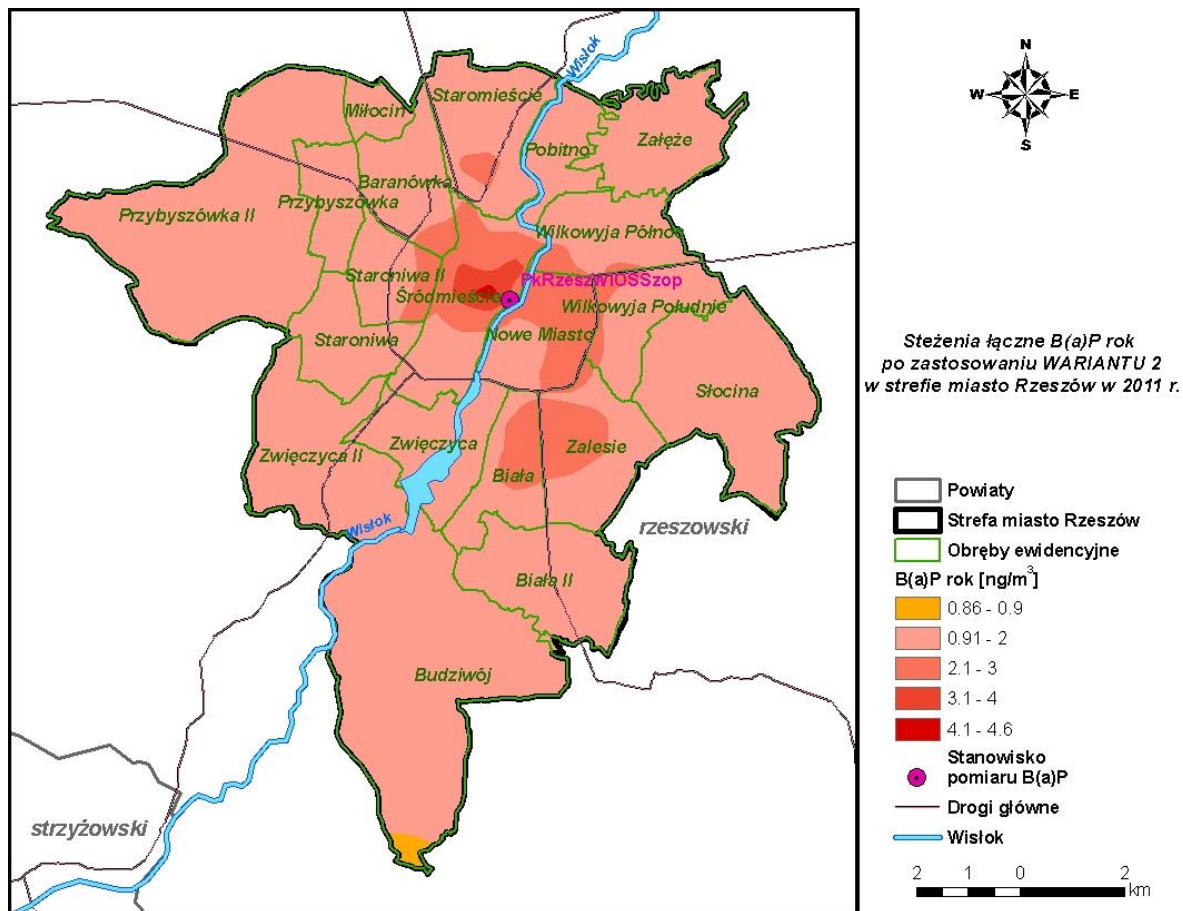 Wisłok
Staromieście
Miłocin
Załęże
Pobitno
Baranówka
Przybyszówka
Przybyszówka II
Wilkowyja Północ
Staroniwa II
PkRzeszWIOSSzop
Śródmieście
Wilkowyja Południe
Nowe Miasto
Staroniwa
Słocina
Zwięczyca
Zalesie
Zwięczyca II
Biała
Wisłok
rzeszowski
Biała II
Budziwój
strzyżowski
N
W
E
S
Stężenia łączne B(a)P rok
po zastosowaniu WARIANTU 2
w strefie miasto Rzeszów w 2011 r.
Powiaty
Strefa miasto Rzeszów
Obręby ewidencyjne
B(a)P rok [ng/m³]
0.86 - 0.9
0.91 - 2
2.1 - 3
3.1 - 4
4.1 - 4.6
Stanowisko
pomiaru B(a)P
Drogi główne
Wisłok
2 1 0 2
km